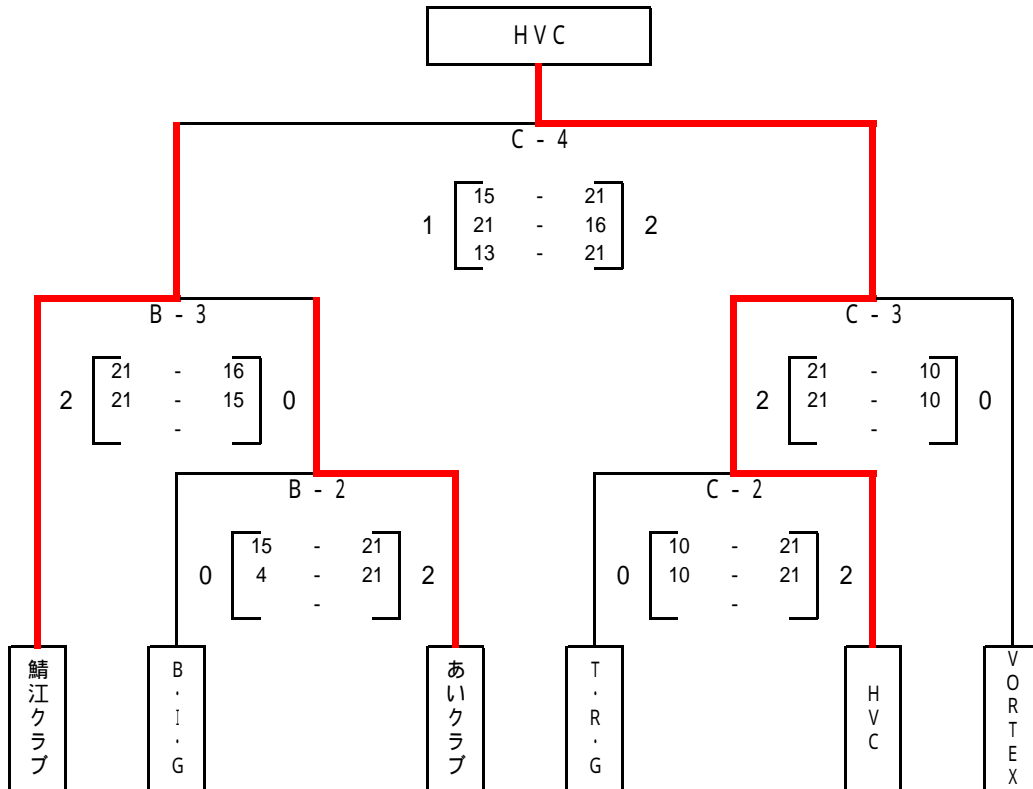 HVC
C - 4
15 - 21
1 21 - 16 2
13 - 21
B - 3
21 - 16
2 21 - 15 0
-
C - 3
21 - 10
2 21 - 10 0
-
B - 2
15 - 21
0 4 - 21 2
-
C - 2
10 - 21
0 10 - 21 2
-
鯖江クラブ
B・I・G
あいクラブ
T・R・G
HVC
VORTEX